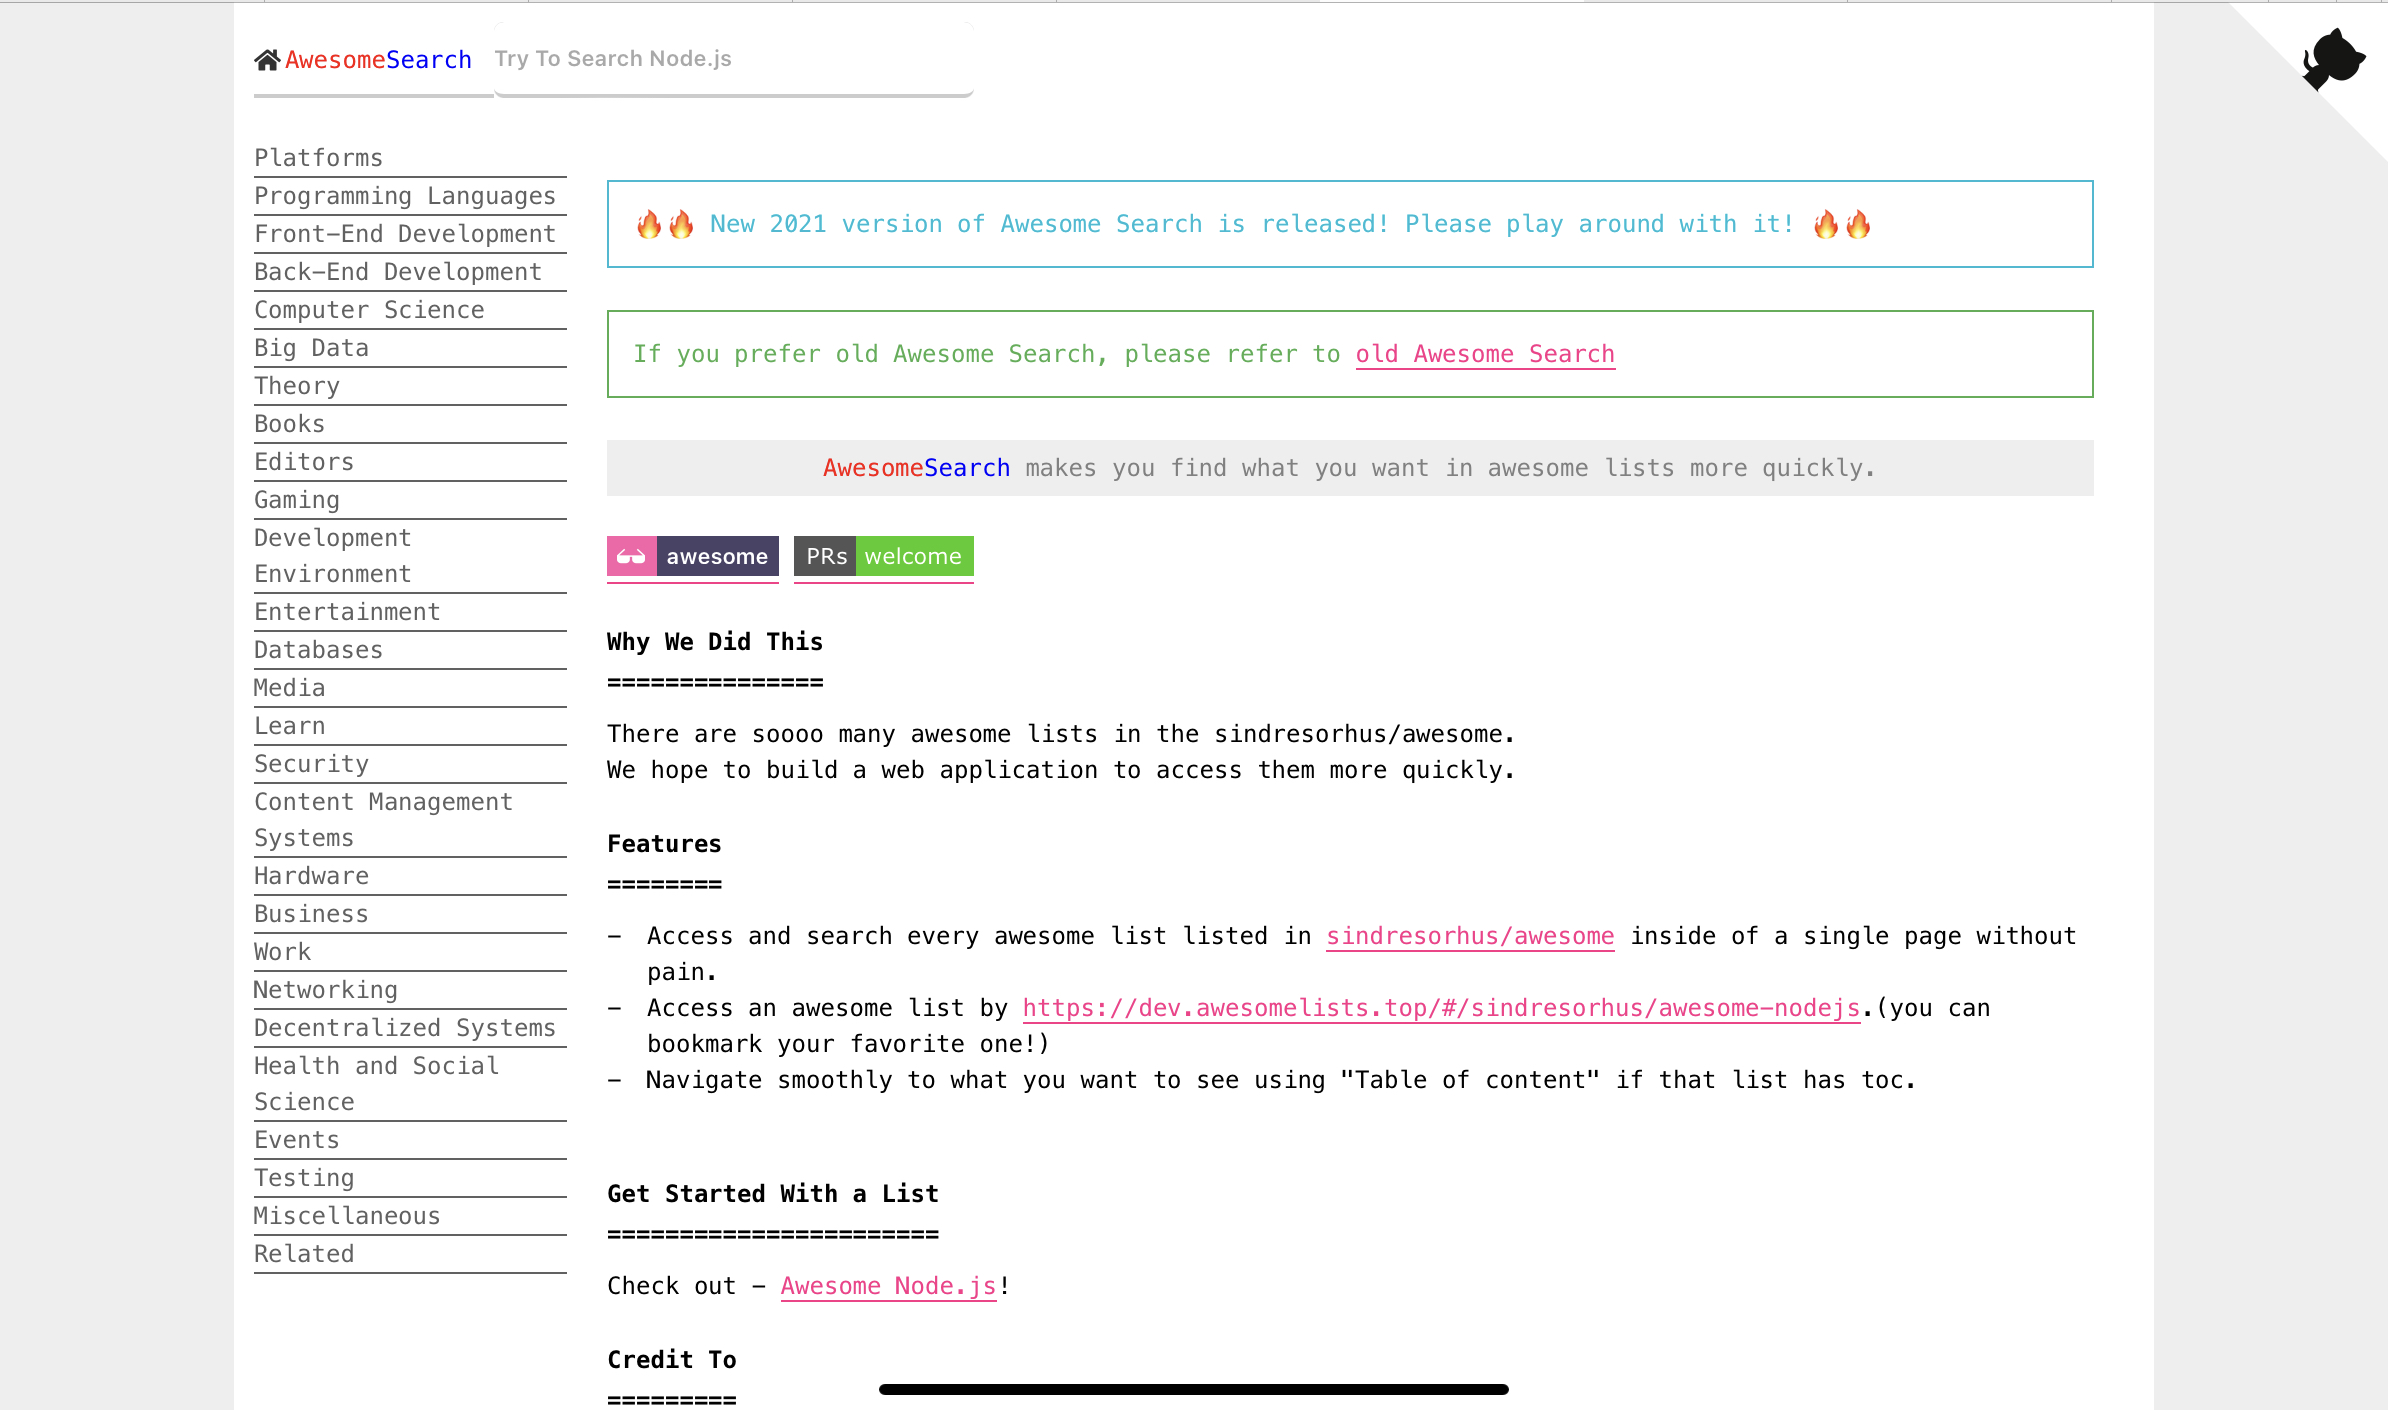 AwesomeSearch Try To Search Node.js
Platforms
Programming Languages
Front-End Development
Back-End Development
Computer Science
Big Data
Theory
Books
Editors
Gaming
Development
Environment
Entertainment
Databases
Media
Learn
Security
Content Management
Systems
Hardware
Business
Work
Networking
Decentralized Systems
Health and Social
Science
Events
Testing
Miscellaneous
Related
🔥🔥 New 2021 version of Awesome Search is released! Please play around with it! 🔥🔥
If you prefer old Awesome Search, please refer to old Awesome Search
AwesomeSearch makes you find what you want in awesome lists more quickly.
awesome PRs welcome
Why We Did This
===============
There are soooo many awesome lists in the sindresorhus/awesome.
We hope to build a web application to access them more quickly.
Features
========
- Access and search every awesome list listed in sindresorhus/awesome inside of a single page without
pain.
- Access an awesome list by https://dev.awesomelists.top/#/sindresorhus/awesome-nodejs.(you can
bookmark your favorite one!)
- Navigate smoothly to what you want to see using "Table of content" if that list has toc.
Get Started With a List
=======================
Check out - Awesome Node.js!
Credit To
=========